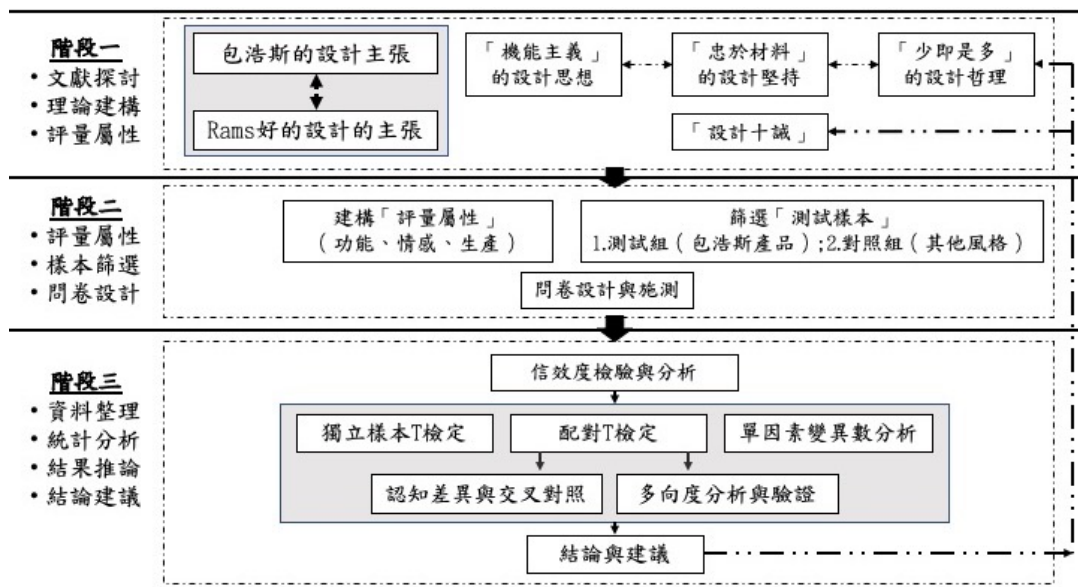 階段一
• 文獻探討
• 理論建構
• 評量屬性
包浩斯的設計主張
Rams好的設計的主張
「機能主義」
的設計思想
「忠於材料」
的設計堅持
「少即是多」
的設計哲理
「設計十誡」
階段二
• 評量屬性
• 樣本篩選
• 問卷設計
建構「評量屬性」
(功能、情感、生產)
篩選「測試樣本」
1.測試組(包浩斯產品);2.對照組(其他風格)
問卷設計與施測
階段三
• 資料整理
• 統計分析
• 結果推論
• 結論建議
信效度檢驗與分析
獨立樣本T檢定
配對T檢定
單因素變異數分析
認知差異與交叉對照
多向度分析與驗證
結論與建議